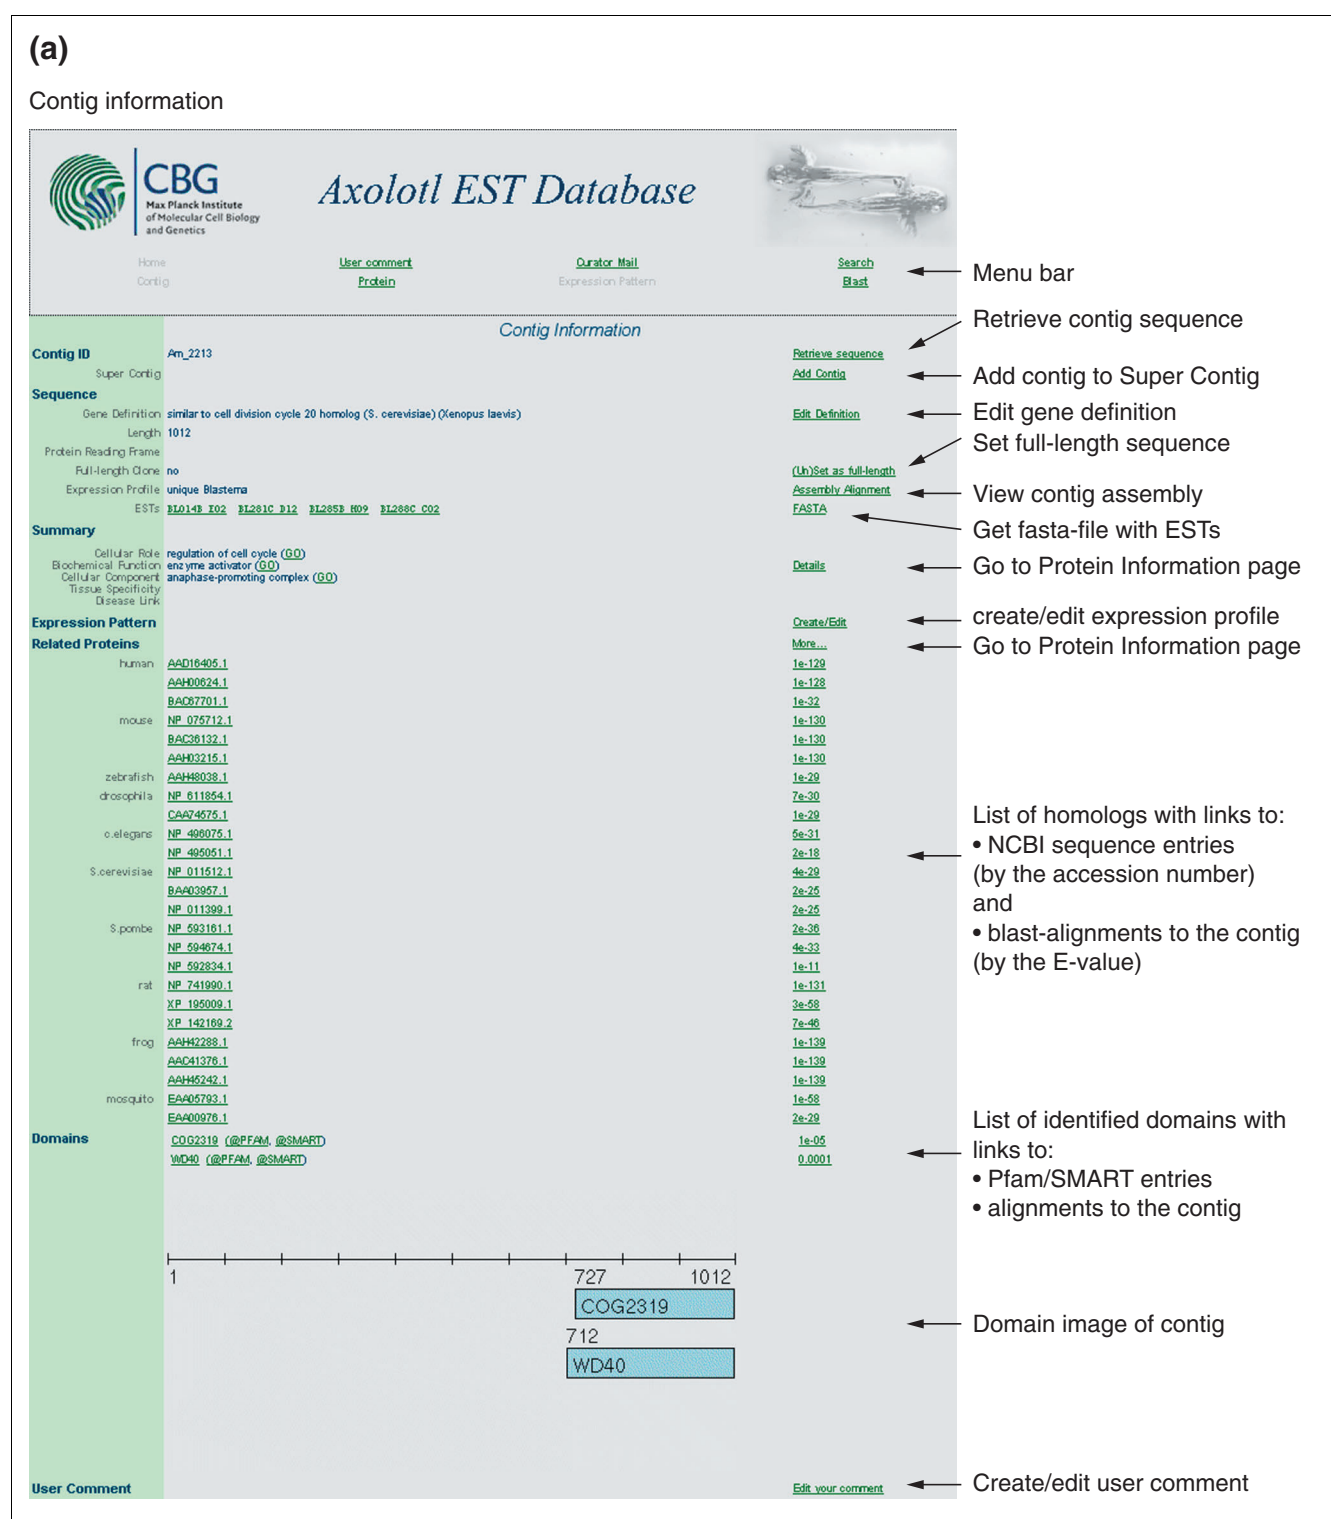 (a)
Contig information
CBG
Max Planck Institute
of Molecular Cell Biology
and Genetics
Axolotl EST Database
Home User comment Curator Mail Search
Contig Protein Expression Pattern Blast
Menu bar
Contig Information
Retrieve contig sequence
Contig ID Am_2213 Retrieve sequence
Super Contig Add Contig
Add contig to Super Contig
Sequence
Gene Definition similar to cell division cycle 20 homolog (S. cerevisiae) (Xenopus laevis) Edit Definition
Edit gene definition
Length 1012
Set full-length sequence
Protein Reading Frame
Full-length Clone no (Un)Set as full-length
Expression Profile unique Blastema Assembly Alignment
View contig assembly
ESTs BL014B_E02 BL281C_D12 BL285B_H09 BL288C_C02 FASTA
Get fasta-file with ESTs
Summary
Cellular Role regulation of cell cycle (GO)
Biochemical Function enzyme activator (GO) Details
Go to Protein Information page
Cellular Component anaphase-promoting complex (GO)
Tissue Specificity
Disease Link
Expression Pattern Create/Edit
create/edit expression profile
Related Proteins More...
Go to Protein Information page
human AAD16405.1 1e-129
AAH00624.1 1e-128
BAC67701.1 1e-32
mouse NP_075712.1 1e-130
BAC36132.1 1e-130
AAH03215.1 1e-130
zebrafish AAH48038.1 1e-29
drosophila NP_611854.1 7e-30
CAA74575.1 1e-29
c.elegans NP_496075.1 5e-31
NP_495051.1 2e-18
S.cerevisiae NP_011512.1 4e-29
BAA03957.1 2e-25
NP_011399.1 2e-25
S.pombe NP_593161.1 2e-36
NP_594674.1 4e-33
NP_592834.1 1e-11
rat NP_741990.1 1e-131
XP_195009.1 3e-58
XP_142169.2 7e-46
frog AAH42288.1 1e-139
AAC41376.1 1e-139
AAH45242.1 1e-139
mosquito EAA05793.1 1e-58
EAA00976.1 2e-29
List of homologs with links to:
• NCBI sequence entries
(by the accession number)
and
• blast-alignments to the contig
(by the E-value)
Domains COG2319 (@PFAM, @SMART) 1e-05
WD40 (@PFAM, @SMART) 0.0001
List of identified domains with
links to:
• Pfam/SMART entries
• alignments to the contig
1 727 1012
COG2319
712
WD40
Domain image of contig
User Comment Edit your comment
Create/edit user comment